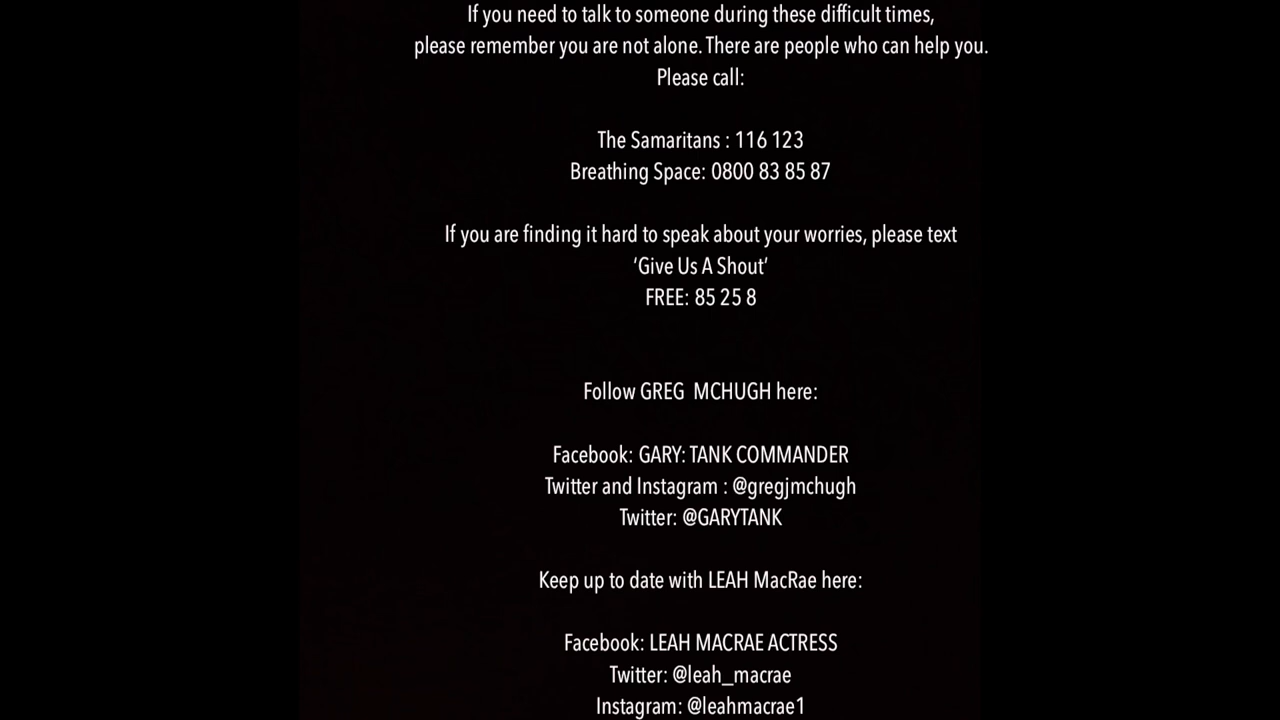 If you need to talk to someone during these difficult times,
please remember you are not alone. There are people who can help you.
Please call:
The Samaritans : 116 123
Breathing Space: 0800 83 85 87
If you are finding it hard to speak about your worries, please text
‘Give Us A Shout’
FREE: 85 25 8
Follow GREG  MCHUGH here:
Facebook: GARY: TANK COMMANDER
Twitter and Instagram : @gregjmchugh
Twitter: @GARYTANK
Keep up to date with LEAH MacRae here:
Facebook: LEAH MACRAE ACTRESS
Twitter: @leah_macrae
Instagram: @leahmacrae1